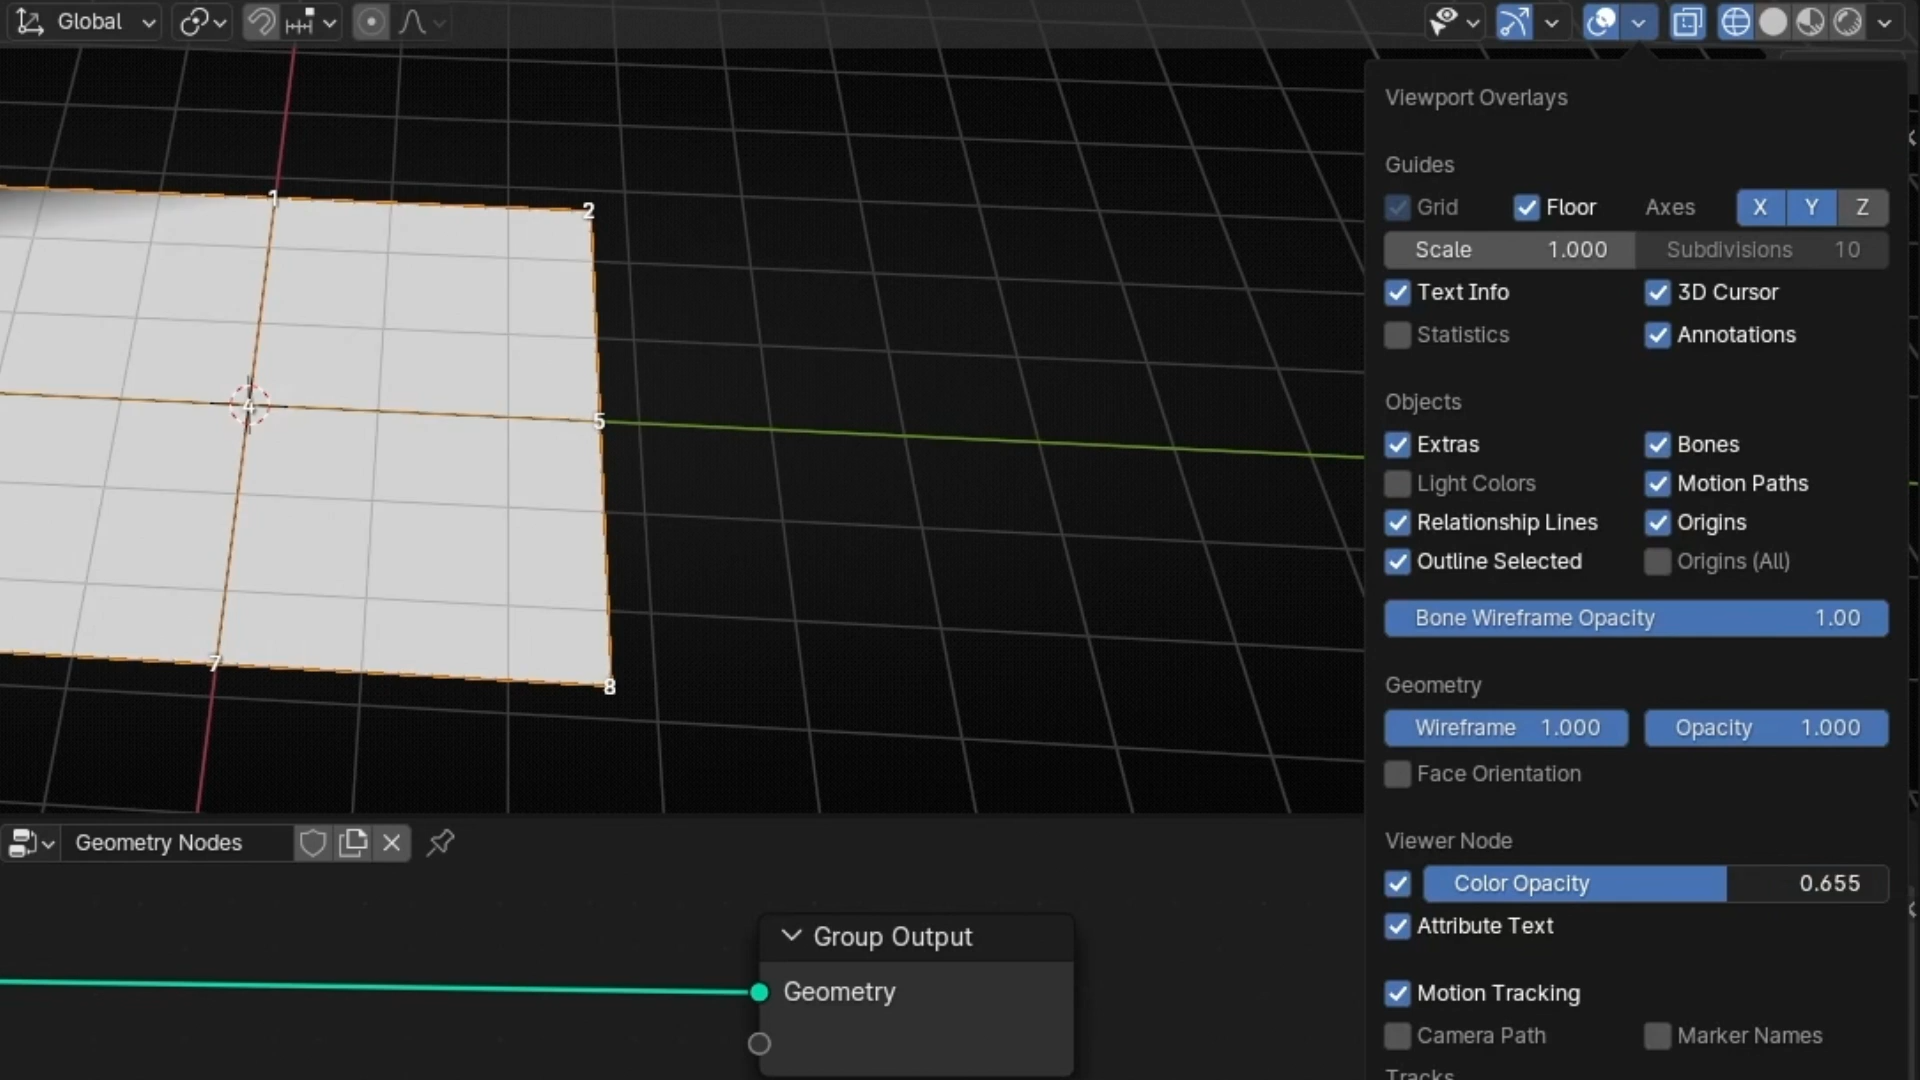 Global
Viewport Overlays
Guides
Grid Floor Axes X Y Z
Scale 1.000 Subdivisions 10
Text Info 3D Cursor
Statistics Annotations
Objects
Extras Bones
Light Colors Motion Paths
Relationship Lines Origins
Outline Selected Origins (All)
Bone Wireframe Opacity 1.00
Geometry
Wireframe 1.000 Opacity 1.000
Face Orientation
Viewer Node
Color Opacity 0.655
Attribute Text
Motion Tracking
Camera Path Marker Names
Tracks
1
2
4
5
7
8
Geometry Nodes
Group Output
Geometry